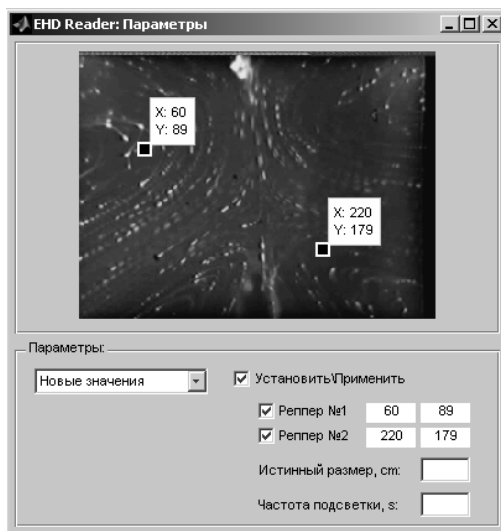 EHD Reader: Параметры
X: 60
Y: 89
X: 220
Y: 179
Параметры:
Новые значения
Установить\Применить
Реппер №1 60 89
Реппер №2 220 179
Истинный размер, cm:
Частота подсветки, s: